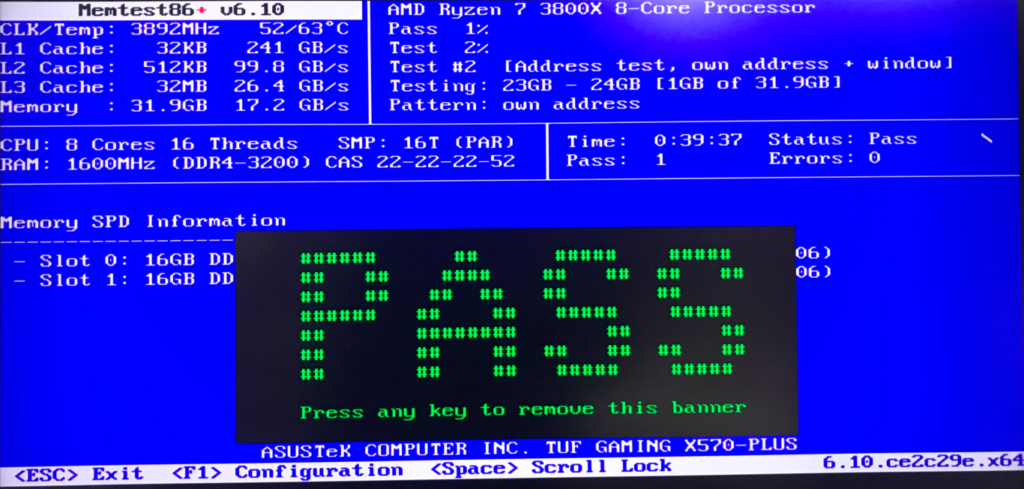 Memtest86+ v6.10
CLK/Temp: 3892MHz 52/63°C
L1 Cache: 32KB 241 GB/s
L2 Cache: 512KB 99.8 GB/s
L3 Cache: 32MB 26.4 GB/s
Memory : 31.9GB 17.2 GB/s
AMD Ryzen 7 3800X 8-Core Processor
Pass 1%
Test 2%
Test #2 [Address test, own address + window]
Testing: 23GB - 24GB [1GB of 31.9GB]
Pattern: own address
CPU: 8 Cores 16 Threads SMP: 16T (PAR)
RAM: 1600MHz (DDR4-3200) CAS 22-22-22-52
Time: 0:39:37 Status: Pass \
Pass: 1 Errors: 0
Memory SPD Information
- Slot 0: 16GB DD 06)
- Slot 1: 16GB DD 06)
PASS
Press any key to remove this banner
ASUSTeK COMPUTER INC. TUF GAMING X570-PLUS
<ESC> Exit <F1> Configuration <Space> Scroll Lock 6.10.ce2c29e.x64